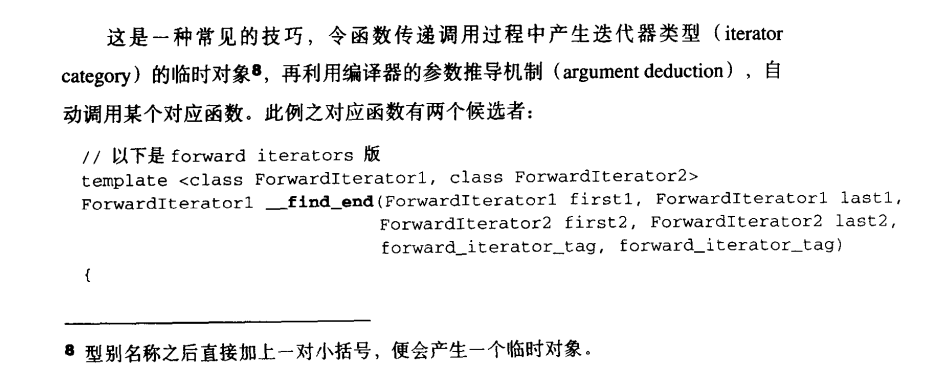 这是一种常见的技巧，令函数传递调用过程中产生迭代器类型（iterator
category）的临时对象8，再利用编译器的参数推导机制（argument deduction），自
动调用某个对应函数。此例之对应函数有两个候选者：
// 以下是 forward iterators 版
template <class ForwardIterator1, class ForwardIterator2>
ForwardIterator1 __find_end(ForwardIterator1 first1, ForwardIterator1 last1,
ForwardIterator2 first2, ForwardIterator2 last2,
forward_iterator_tag, forward_iterator_tag)
{
8 型别名称之后直接加上一对小括号，便会产生一个临时对象。